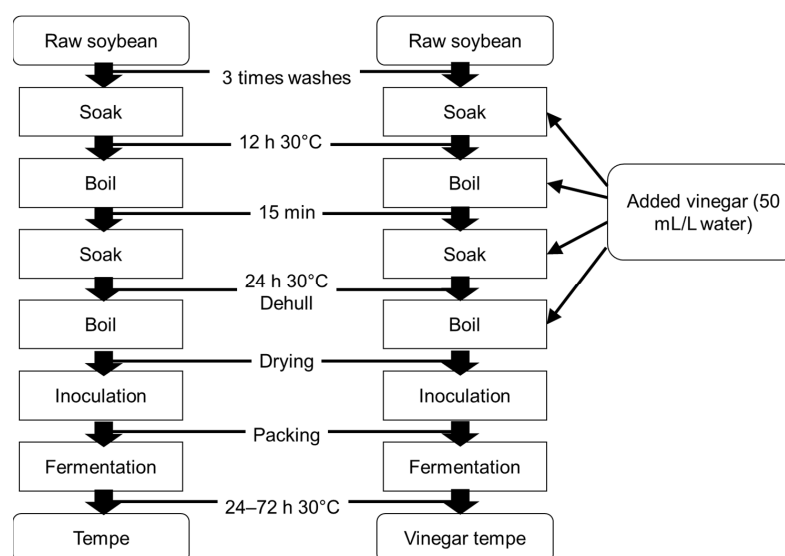 Raw soybean
Raw soybean
3 times washes
Soak
Soak
12 h 30°C
Boil
Boil
Added vinegar (50
mL/L water)
15 min
Soak
Soak
24 h 30°C
Dehull
Boil
Boil
Drying
Inoculation
Inoculation
Packing
Fermentation
Fermentation
24–72 h 30°C
Tempe
Vinegar tempe